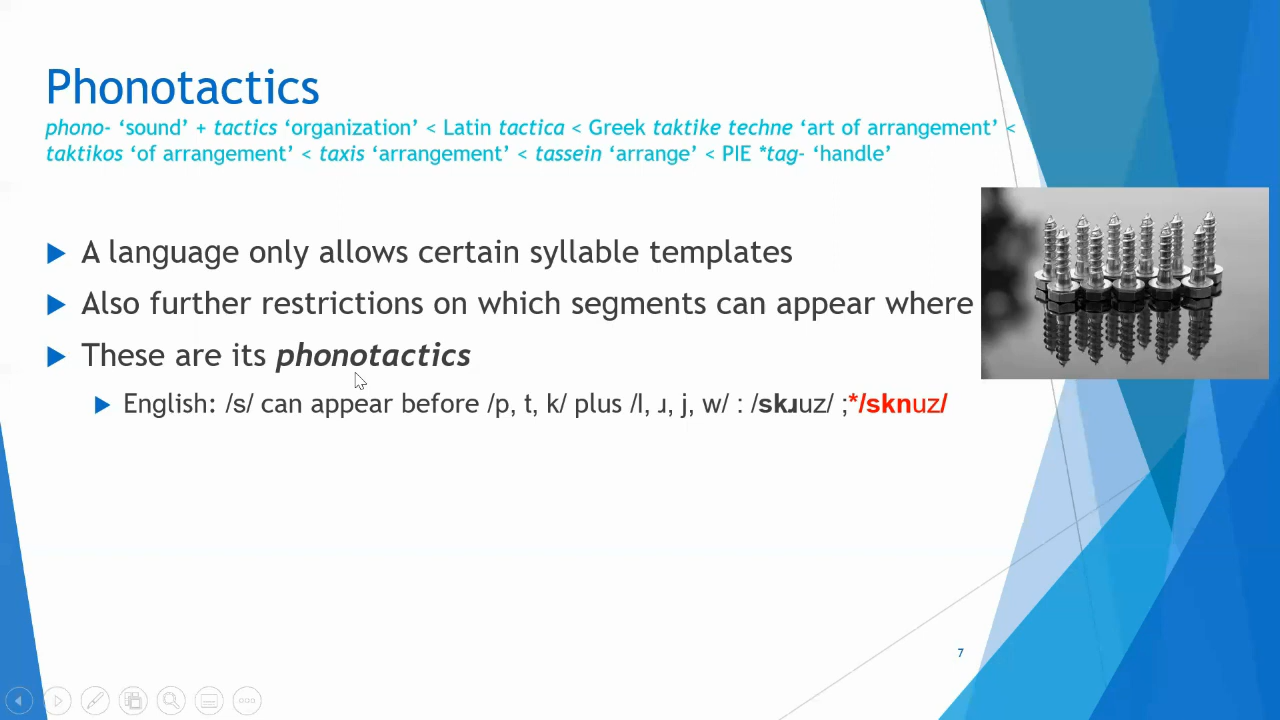 Phonotactics
phono- ‘sound’ + tactics ‘organization’ < Latin tactica < Greek taktike techne ‘art of arrangement’ <
taktikos ‘of arrangement’ < taxis ‘arrangement’ < tassein ‘arrange’ < PIE *tag- ‘handle’
A language only allows certain syllable templates
Also further restrictions on which segments can appear where
These are its phonotactics
English: /s/ can appear before /p, t, k/ plus /l, ɹ, j, w/ : /skɹuz/ ;*/sknuz/
7